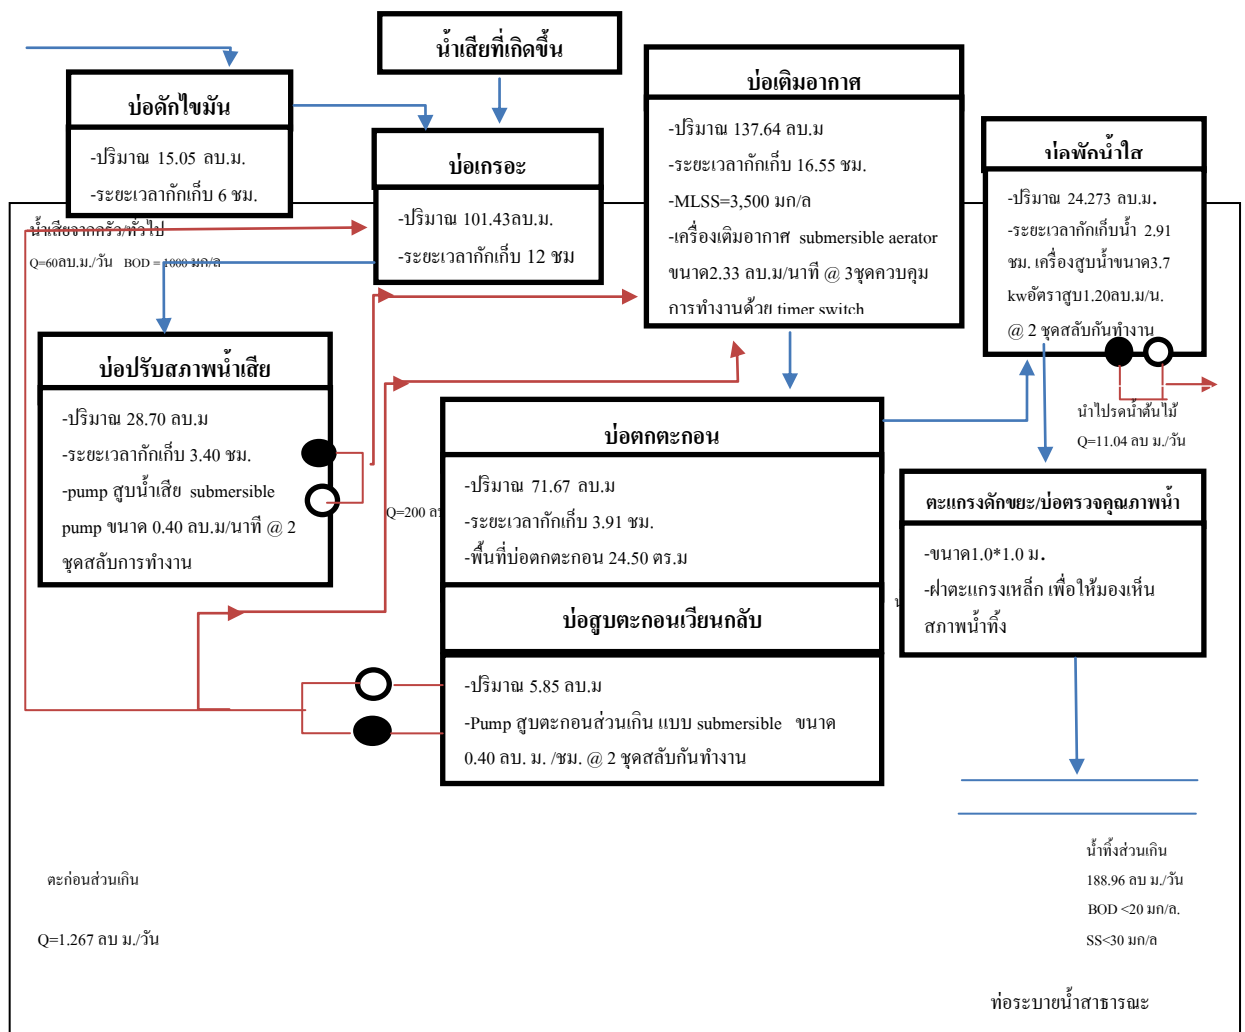 น้ำเสียที่เกิดขึ้น
บ่อดักไขมัน
-ปริมาณ 15.05 ลบ.ม.
-ระยะเวลากักเก็บ 6 ชม.
น้ำเสียจากครัว/ทั่วไป
Q=60ลบ.ม./วัน BOD = 1000 มก/ล
บ่อเกรอะ
-ปริมาณ 101.43ลบ.ม.
-ระยะเวลากักเก็บ 12 ชม
บ่อเติมอากาศ
-ปริมาณ 137.64 ลบ.ม
-ระยะเวลากักเก็บ 16.55 ชม.
-MLSS=3,500 มก/ล
-เครื่องเติมอากาศ submersible aerator
ขนาด2.33 ลบ.ม/นาที @ 3ชุดควบคุม
การทำงานด้วย timer switch
บ่อพักน้ำใส
-ปริมาณ 24.273 ลบ.ม.
-ระยะเวลากักเก็บน้ำ 2.91
ชม. เครื่องสูบน้ำขนาด3.7
kwอัตราสูบ1.20ลบ.ม/น.
@ 2 ชุดสลับกันทำงาน
นำไปรดน้ำต้นไม้
Q=11.04 ลบ ม./วัน
บ่อปรับสภาพน้ำเสีย
-ปริมาณ 28.70 ลบ.ม
-ระยะเวลากักเก็บ 3.40 ชม.
-pump สูบน้ำเสีย submersible
pump ขนาด 0.40 ลบ.ม/นาที @ 2
ชุดสลับการทำงาน
Q=200
บ่อตกตะกอน
-ปริมาณ 71.67 ลบ.ม
-ระยะเวลากักเก็บ 3.91 ชม.
-พื้นที่บ่อตกตะกอน 24.50 ตร.ม
บ่อสูบตะกอนเวียนกลับ
-ปริมาณ 5.85 ลบ.ม
-Pump สูบตะกอนส่วนเกิน แบบ submersible ขนาด
0.40 ลบ. ม. /ชม. @ 2 ชุดสลับกันทำงาน
ตะแกรงดักขยะ/บ่อตรวจคุณภาพน้ำ
-ขนาด1.0*1.0 ม.
-ฝาตะแกรงเหล็ก เพื่อให้มองเห็น
สภาพน้ำทิ้ง
ตะก่อนส่วนเกิน
Q=1.267 ลบ ม./วัน
น้ำทิ้งส่วนเกิน
188.96 ลบ ม./วัน
BOD <20 มก/ล.
SS<30 มก/ล
ท่อระบายน้ำสาธารณะ